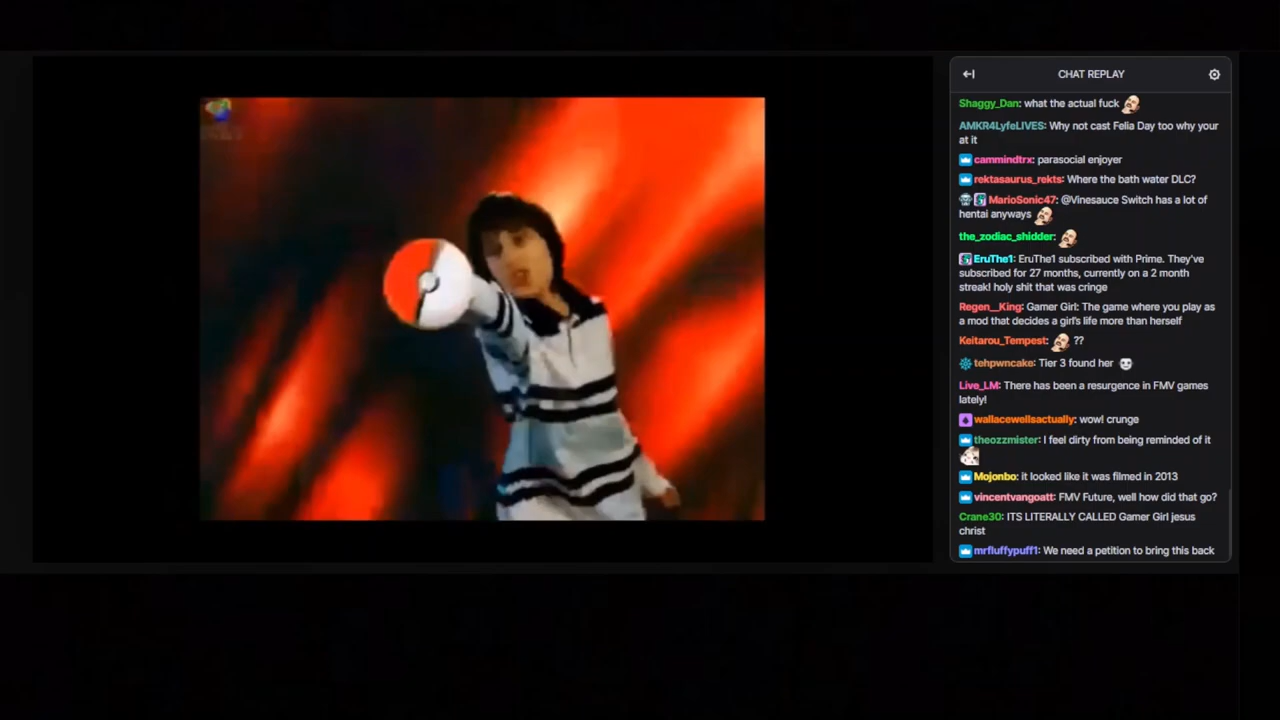 CHAT REPLAY
Shaggy_Dan: what the actual fuck
AMKR4LyfeLIVES: Why not cast Felia Day too why your
at it
cammindtrx: parasocial enjoyer
rektasaurus_rekts: Where the bath water DLC?
MarioSonic47: @Vinesauce Switch has a lot of
hentai anyways
the_zodiac_shidder:
EruThe1: EruThe1 subscribed with Prime. They've
subscribed for 27 months, currently on a 2 month
streak! holy shit that was cringe
Regen__King: Gamer Girl: The game where you play as
a mod that decides a girl's life more than herself
Keitarou_Tempest: ??
tehpwncake: Tier 3 found her
Live_LM: There has been a resurgence in FMV games
lately!
wallacewellsactually: wow! crunge
theozzmister: I feel dirty from being reminded of it
Mojonbo: it looked like it was filmed in 2013
vincentvangoatt: FMV Future, well how did that go?
Crane30: ITS LITERALLY CALLED Gamer Girl jesus
christ
mrfluffypuff1: We need a petition to bring this back